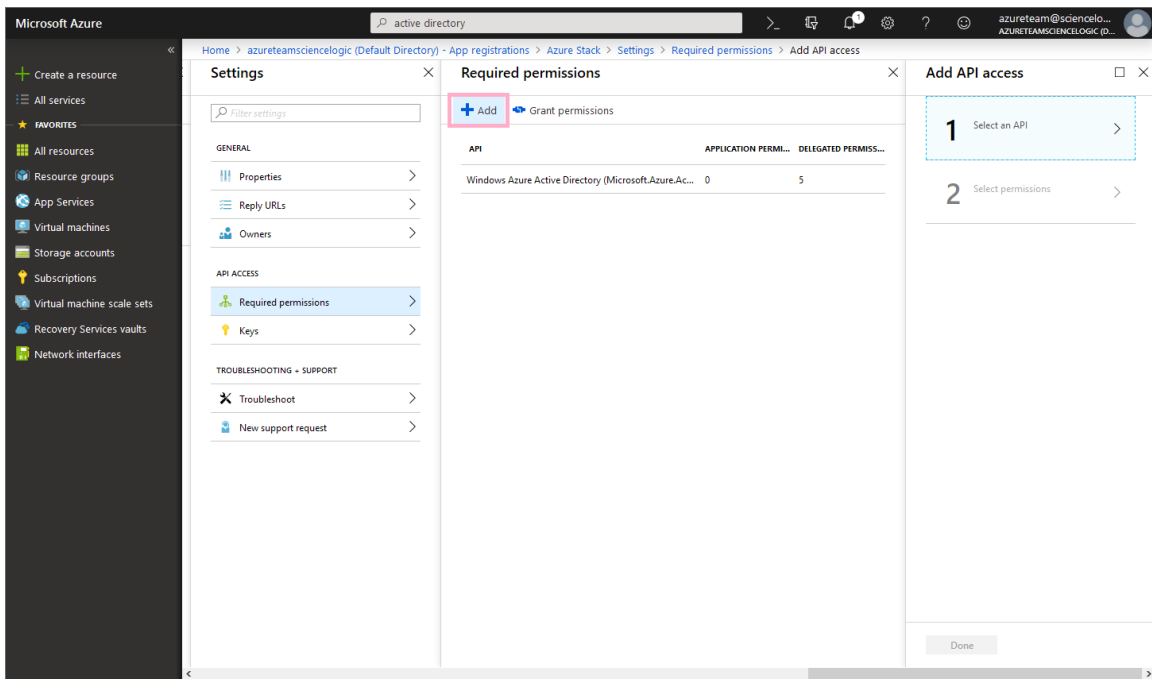 Microsoft Azure
active directory
>_
1
?
azureteam@sciencelo...
AZURETEAMSCIENCELOGIC (D...
«
Create a resource
All services
FAVORITES
All resources
Resource groups
App Services
Virtual machines
Storage accounts
Subscriptions
Virtual machine scale sets
Recovery Services vaults
Network interfaces
Home > azureteamsciencelogic (Default Directory) - App registrations > Azure Stack > Settings > Required permissions > Add API access
Settings
Filter settings
GENERAL
Properties
Reply URLs
Owners
API ACCESS
Required permissions
Keys
TROUBLESHOOTING + SUPPORT
Troubleshoot
New support request
Required permissions
Add
Grant permissions
API APPLICATION PERMI... DELEGATED PERMISS...
Windows Azure Active Directory (Microsoft.Azure.Ac... 0 5
Add API access
1 Select an API
2 Select permissions
Done